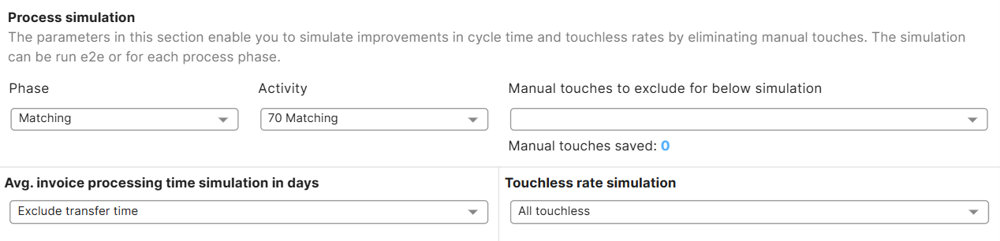 Process simulation
The parameters in this section enable you to simulate improvements in cycle time and touchless rates by eliminating manual touches. The simulation
can be run e2e or for each process phase.
Phase
Activity
Manual touches to exclude for below simulation
Matching
70 Matching
Manual touches saved: 0
Avg. invoice processing time simulation in days
Touchless rate simulation
Exclude transfer time
All touchless